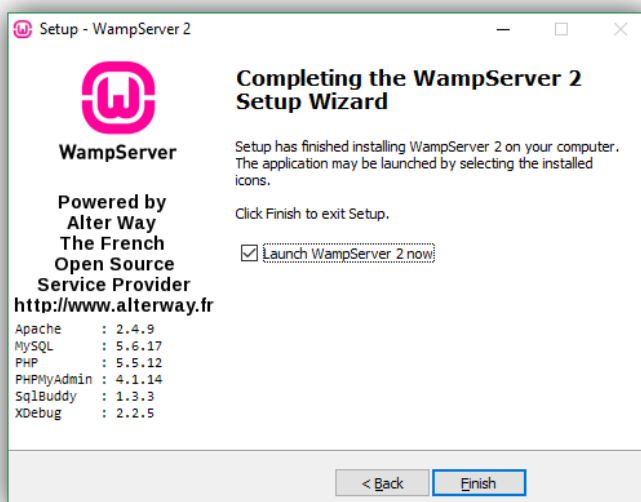 Setup - WampServer 2
WampServer
Powered by
Alter Way
The French
Open Source
Service Provider
http://www.alterway.fr
Apache : 2.4.9
MySQL : 5.6.17
PHP : 5.5.12
PHPMyAdmin : 4.1.14
SqlBuddy : 1.3.3
XDebug : 2.2.5
Completing the WampServer 2
Setup Wizard
Setup has finished installing WampServer 2 on your computer.
The application may be launched by selecting the installed
icons.
Click Finish to exit Setup.
Launch WampServer 2 now
< Back
Finish